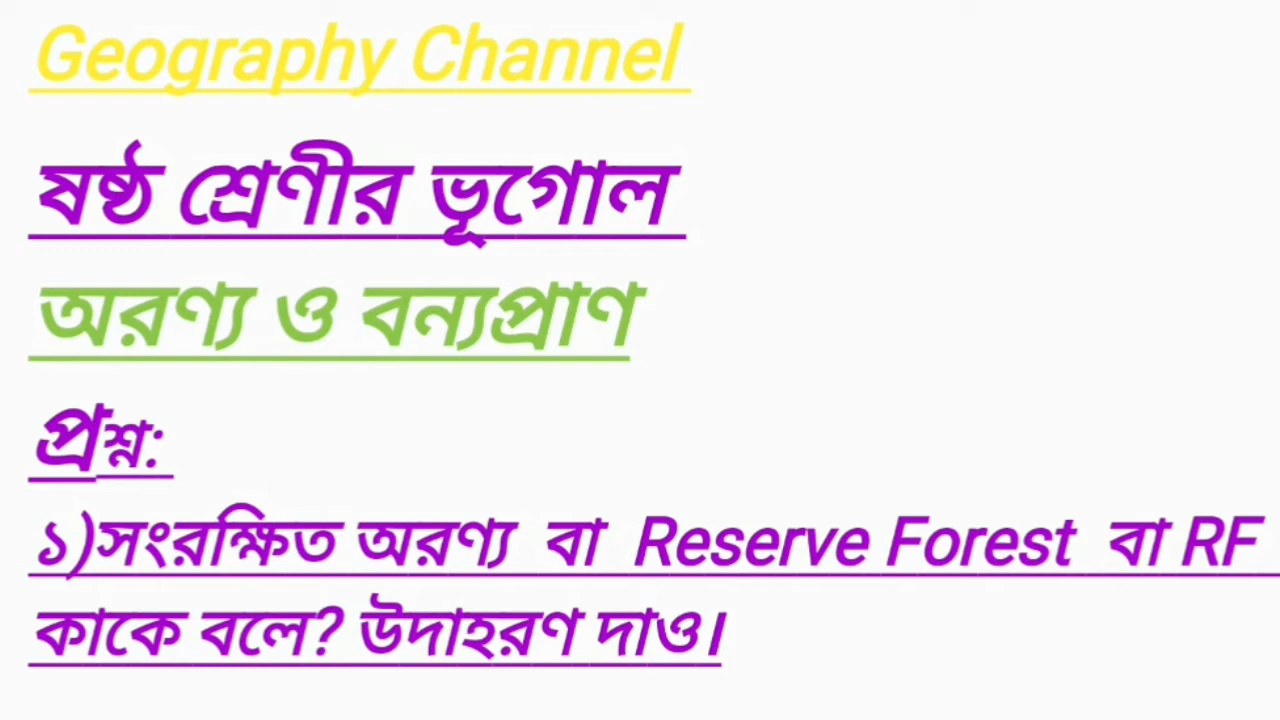 Geography Channel
ষষ্ঠ শ্রেণীর ভূগোল
অরণ্য ও বন্যপ্রাণ
প্রশ্ন:
১)সংরক্ষিত অরণ্য বা Reserve Forest বা RF
কাকে বলে? উদাহরণ দাও।